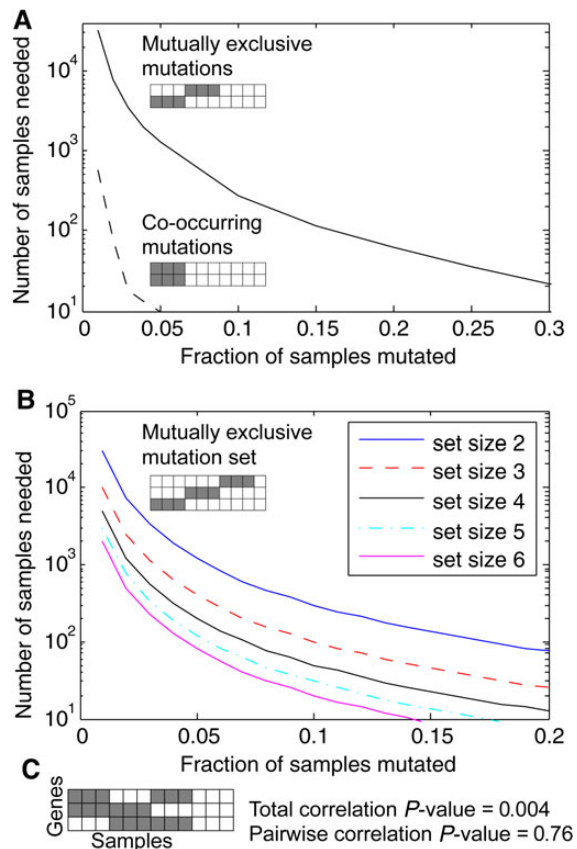 A
Number of samples needed
10^4
10^3
10^2
10^1
Mutually exclusive
mutations
Co-occurring
mutations
0
0.05
0.1
0.15
0.2
0.25
0.3
Fraction of samples mutated
B
Number of samples needed
10^5
10^4
10^3
10^2
10^1
Mutually exclusive
mutation set
set size 2
set size 3
set size 4
set size 5
set size 6
0
0.05
0.1
0.15
0.2
Fraction of samples mutated
C
Genes
Samples
Total correlation P-value = 0.004
Pairwise correlation P-value = 0.76